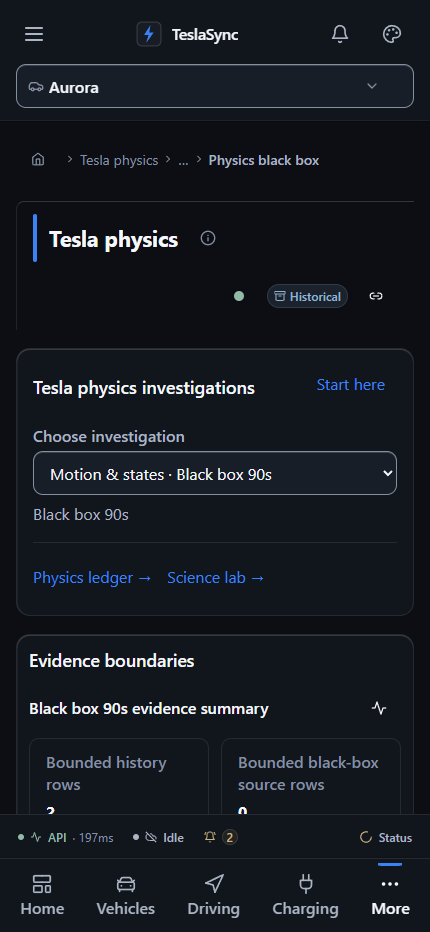 TeslaSync
Aurora
Tesla physics
...
Physics black box
Tesla physics
Historical
Tesla physics investigations
Start here
Choose investigation
Motion & states · Black box 90s
Black box 90s
Physics ledger →
Science lab →
Evidence boundaries
Black box 90s evidence summary
Bounded history
rows
Bounded black-box
source rows
API · 197ms
Idle
2
Status
Home
Vehicles
Driving
Charging
More